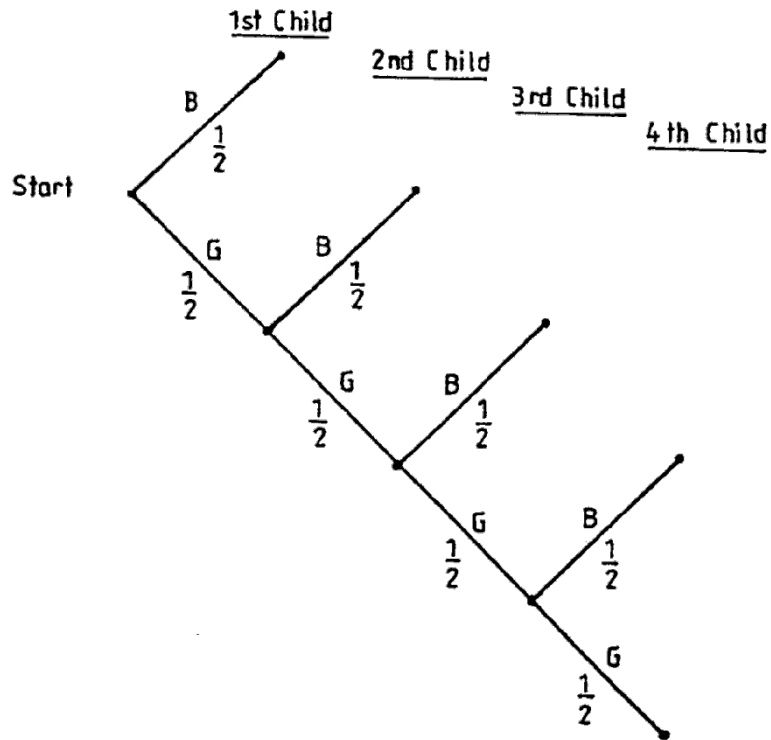 1st Child
2nd Child
3rd Child
4th Child
B
1/2
Start
G
1/2
B
1/2
G
1/2
B
1/2
G
1/2
B
1/2
G
1/2